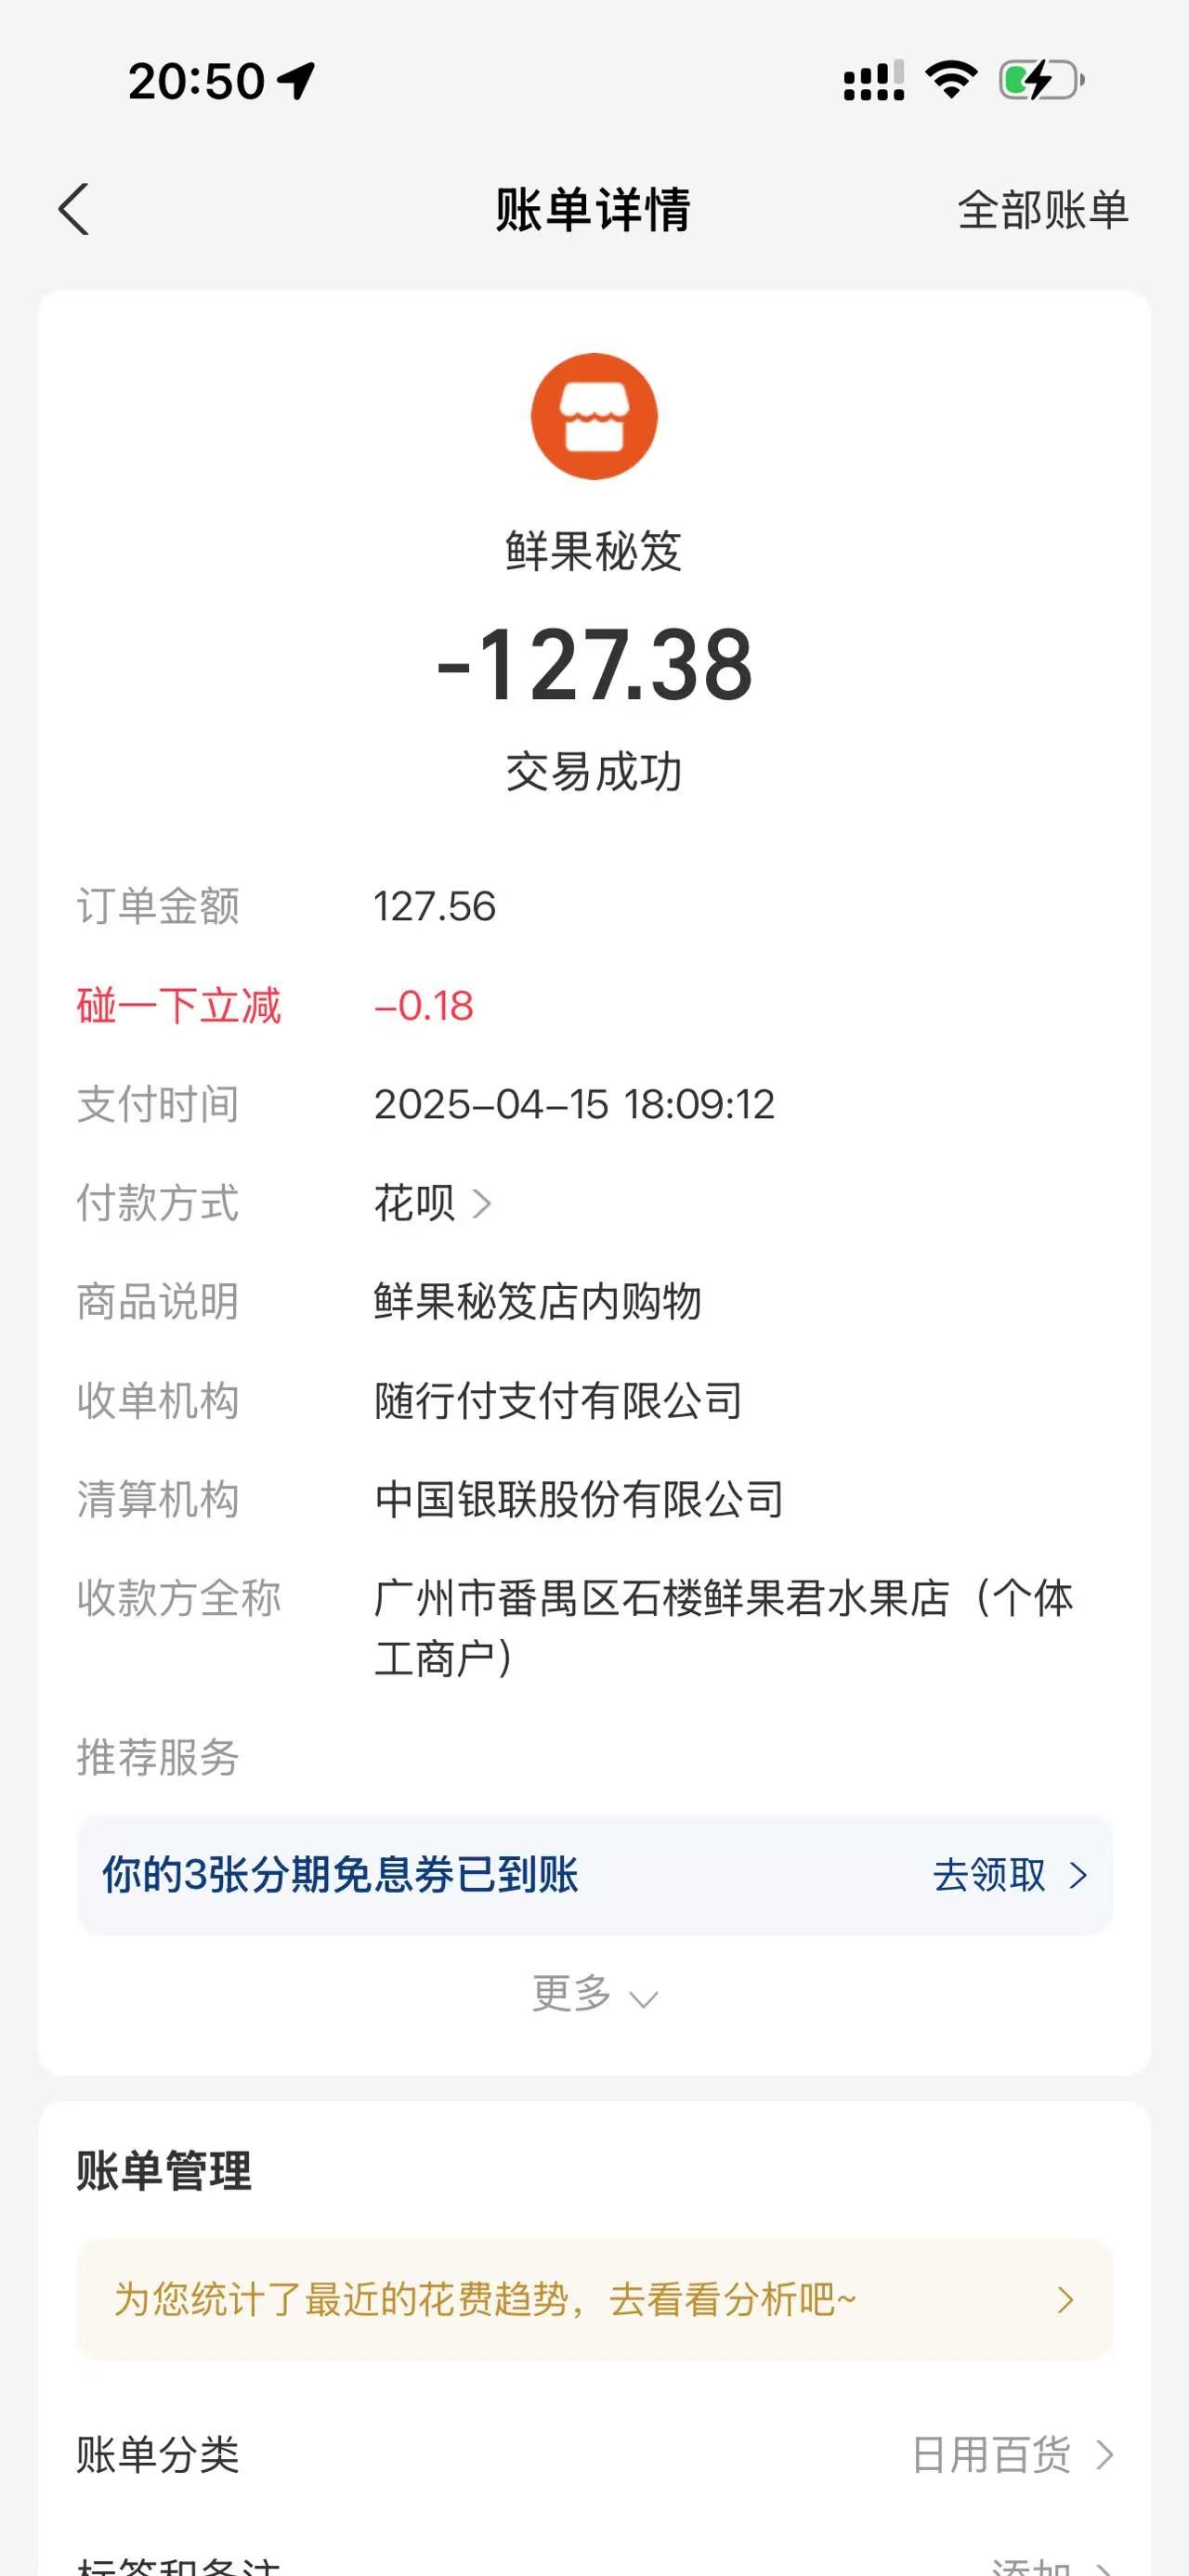 20:50
账单详情
全部账单
鲜果秘笈
-127.38
交易成功
订单金额 127.56
碰一下立减 -0.18
支付时间 2025-04-15 18:09:12
付款方式 花呗
商品说明 鲜果秘笈店内购物
收单机构 随行付支付有限公司
清算机构 中国银联股份有限公司
收款方全称 广州市番禺区石楼鲜果君水果店（个体
工商户）
推荐服务
你的3张分期免息券已到账 去领取
更多
账单管理
为您统计了最近的花费趋势，去看看分析吧~
账单分类 日用百货
标签和备注 添加